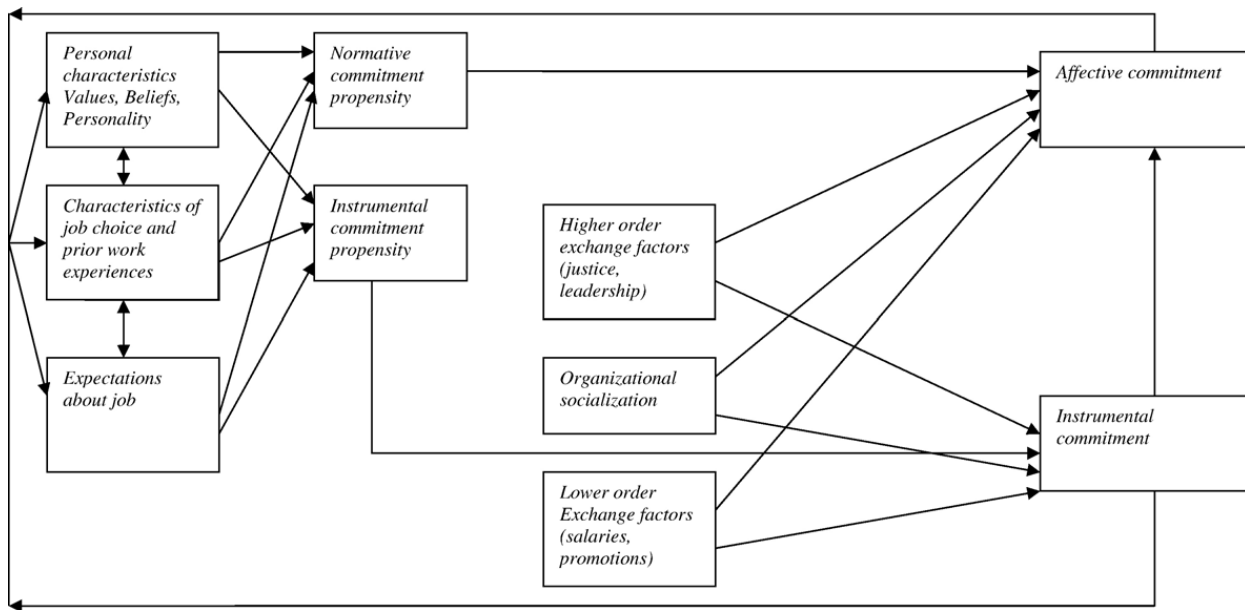 Personal
characteristics
Values, Beliefs,
Personality
Normative
commitment
propensity
Affective commitment
Characteristics of
job choice and
prior work
experiences
Instrumental
commitment
propensity
Higher order
exchange factors
(justice,
leadership)
Expectations
about job
Organizational
socialization
Instrumental
commitment
Lower order
Exchange factors
(salaries,
promotions)